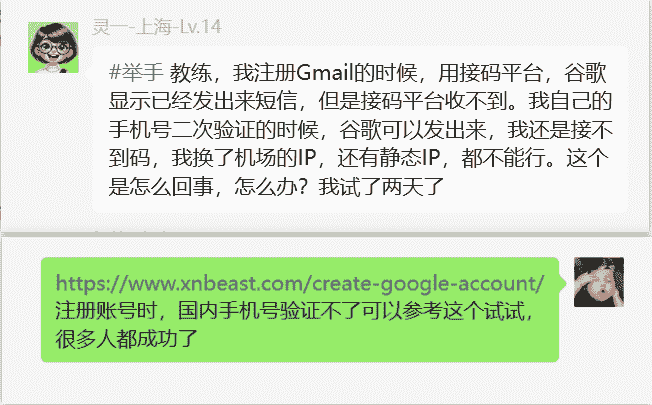 灵一-上海-Lv.14
#举手 教练，我注册Gmail的时候，用接码平台，谷歌
显示已经发出来短信，但是接码平台收不到。我自己的
手机号二次验证的时候，谷歌可以发出来，我还是接不
到码，我换了机场的IP，还有静态IP，都不能行。这个
是怎么回事，怎么办？我试了两天了
https://www.xnbeast.com/create-google-account/
注册账号时，国内手机号验证不了可以参考这个试试，
很多人都成功了